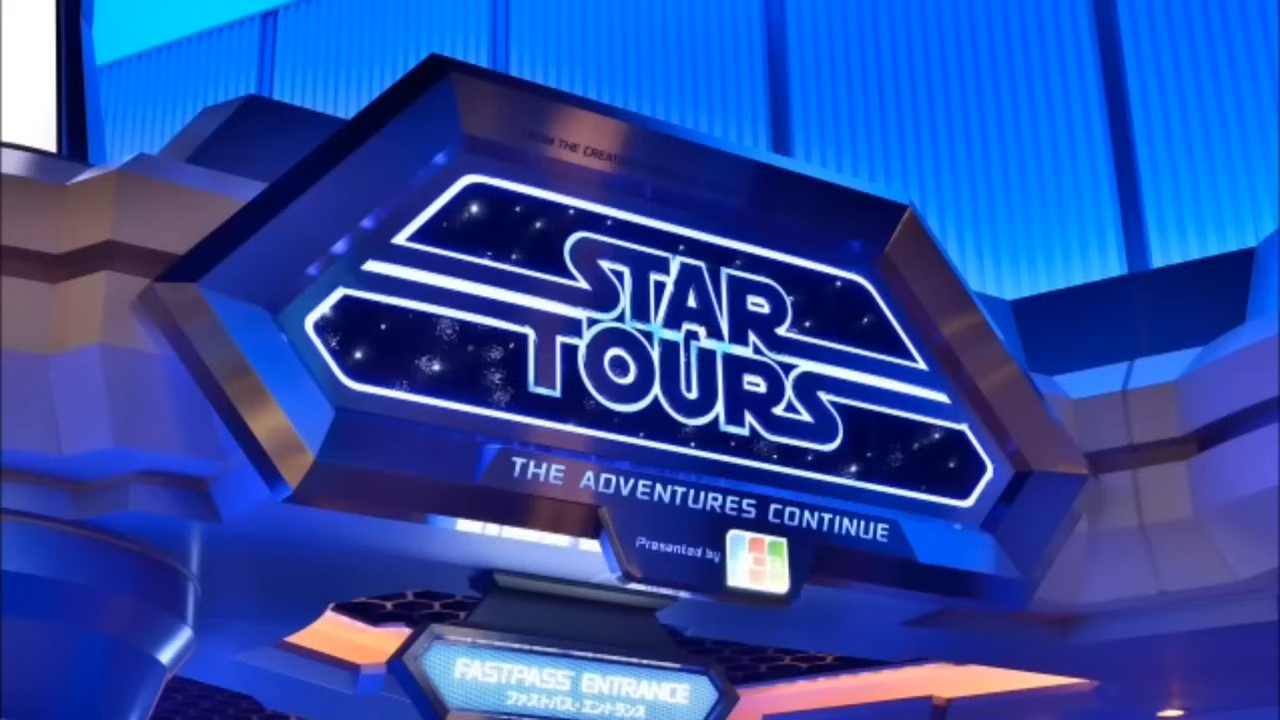 FROM THE
STAR
TOURS
THE ADVENTURES CONTINUE
Presented by
JCB
FASTPASS ENTRANCE
ファストパス・エントランス